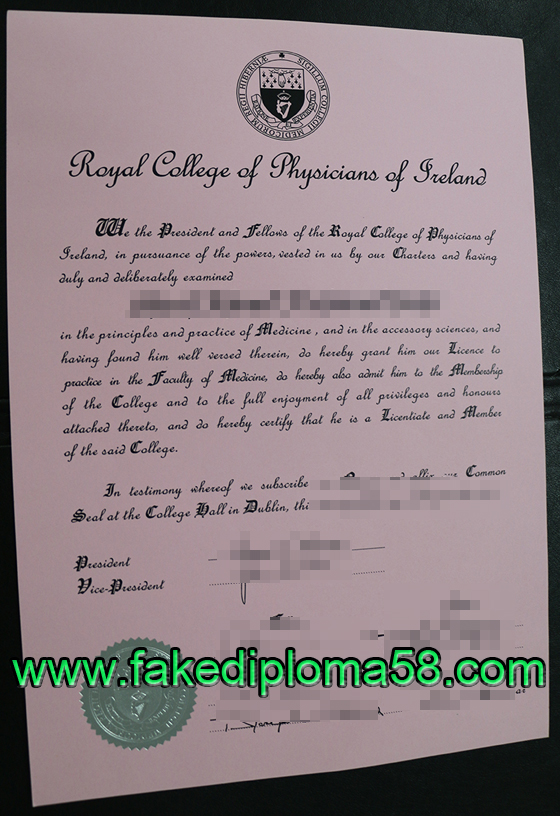 SIGILLUM COLLEGII MEDICORUM REGII HIBERNIÆ
Royal College of Physicians of Ireland
We the President and Fellows of the Royal College of Physicians of
Ireland, in pursuance of the powers, vested in us by our Charters and having
duly and deliberately examined
in the principles and practice of Medicine, and in the accessory sciences, and
having found him well versed therein, do hereby grant him our Licence to
practice in the Faculty of Medicine, do hereby also admit him to the Membership
of the College and to the full enjoyment of all privileges and honours
attached thereto, and do hereby certify that he is a Licentiate and Member
of the said College.
In testimony whereof we subscribe Common
Seal at the College Hall in Dublin,
President
Vice-President
www.fakediploma58.com